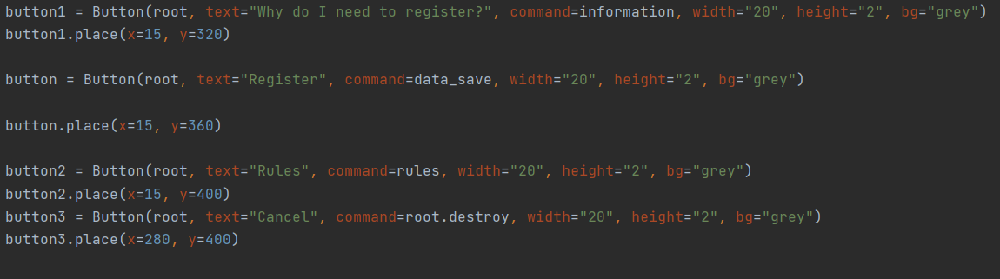 button1 = Button(root, text="Why do I need to register?", command=information, width="20", height="2", bg="grey")
button1.place(x=15, y=320)
button = Button(root, text="Register", command=data_save, width="20", height="2", bg="grey")
button.place(x=15, y=360)
button2 = Button(root, text="Rules", command=rules, width="20", height="2", bg="grey")
button2.place(x=15, y=400)
button3 = Button(root, text="Cancel", command=root.destroy, width="20", height="2", bg="grey")
button3.place(x=280, y=400)